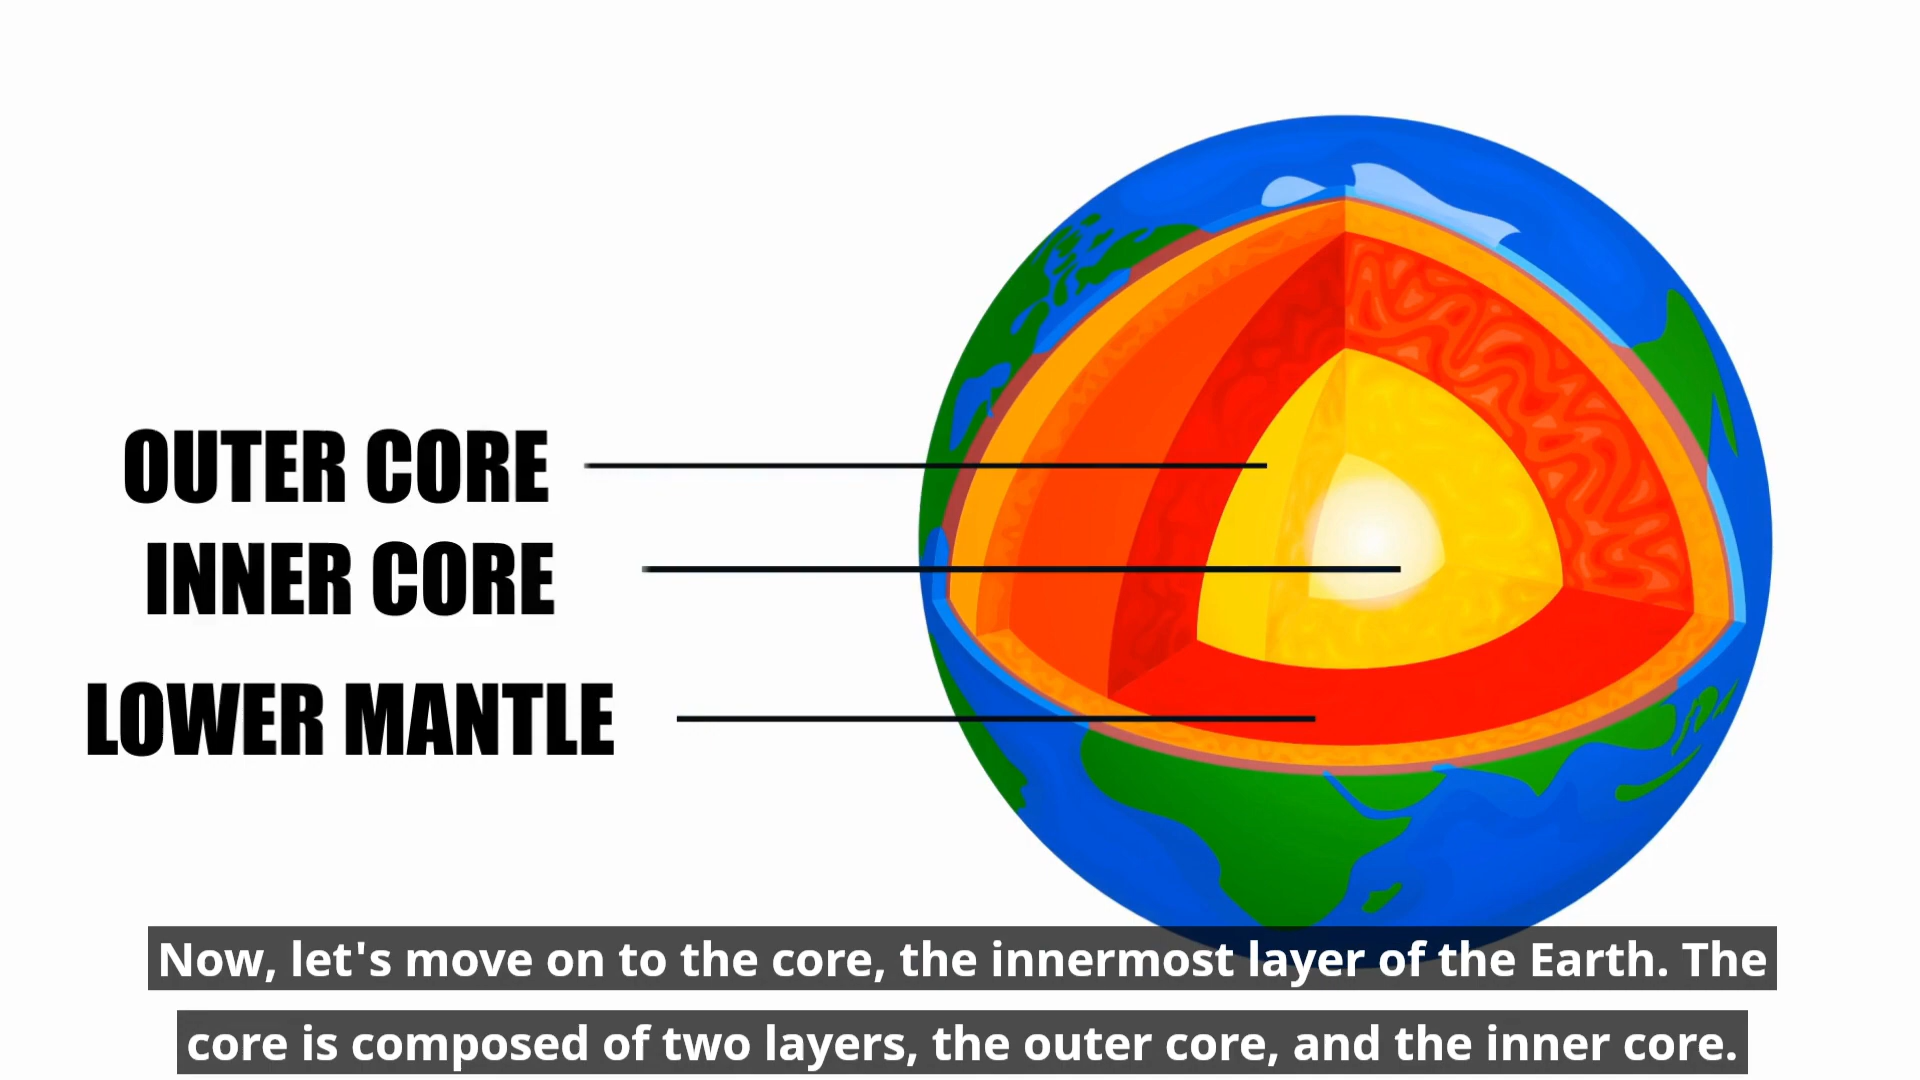 OUTER CORE
INNER CORE
LOWER MANTLE
Now, let's move on to the core, the innermost layer of the Earth. The
core is composed of two layers, the outer core, and the inner core.